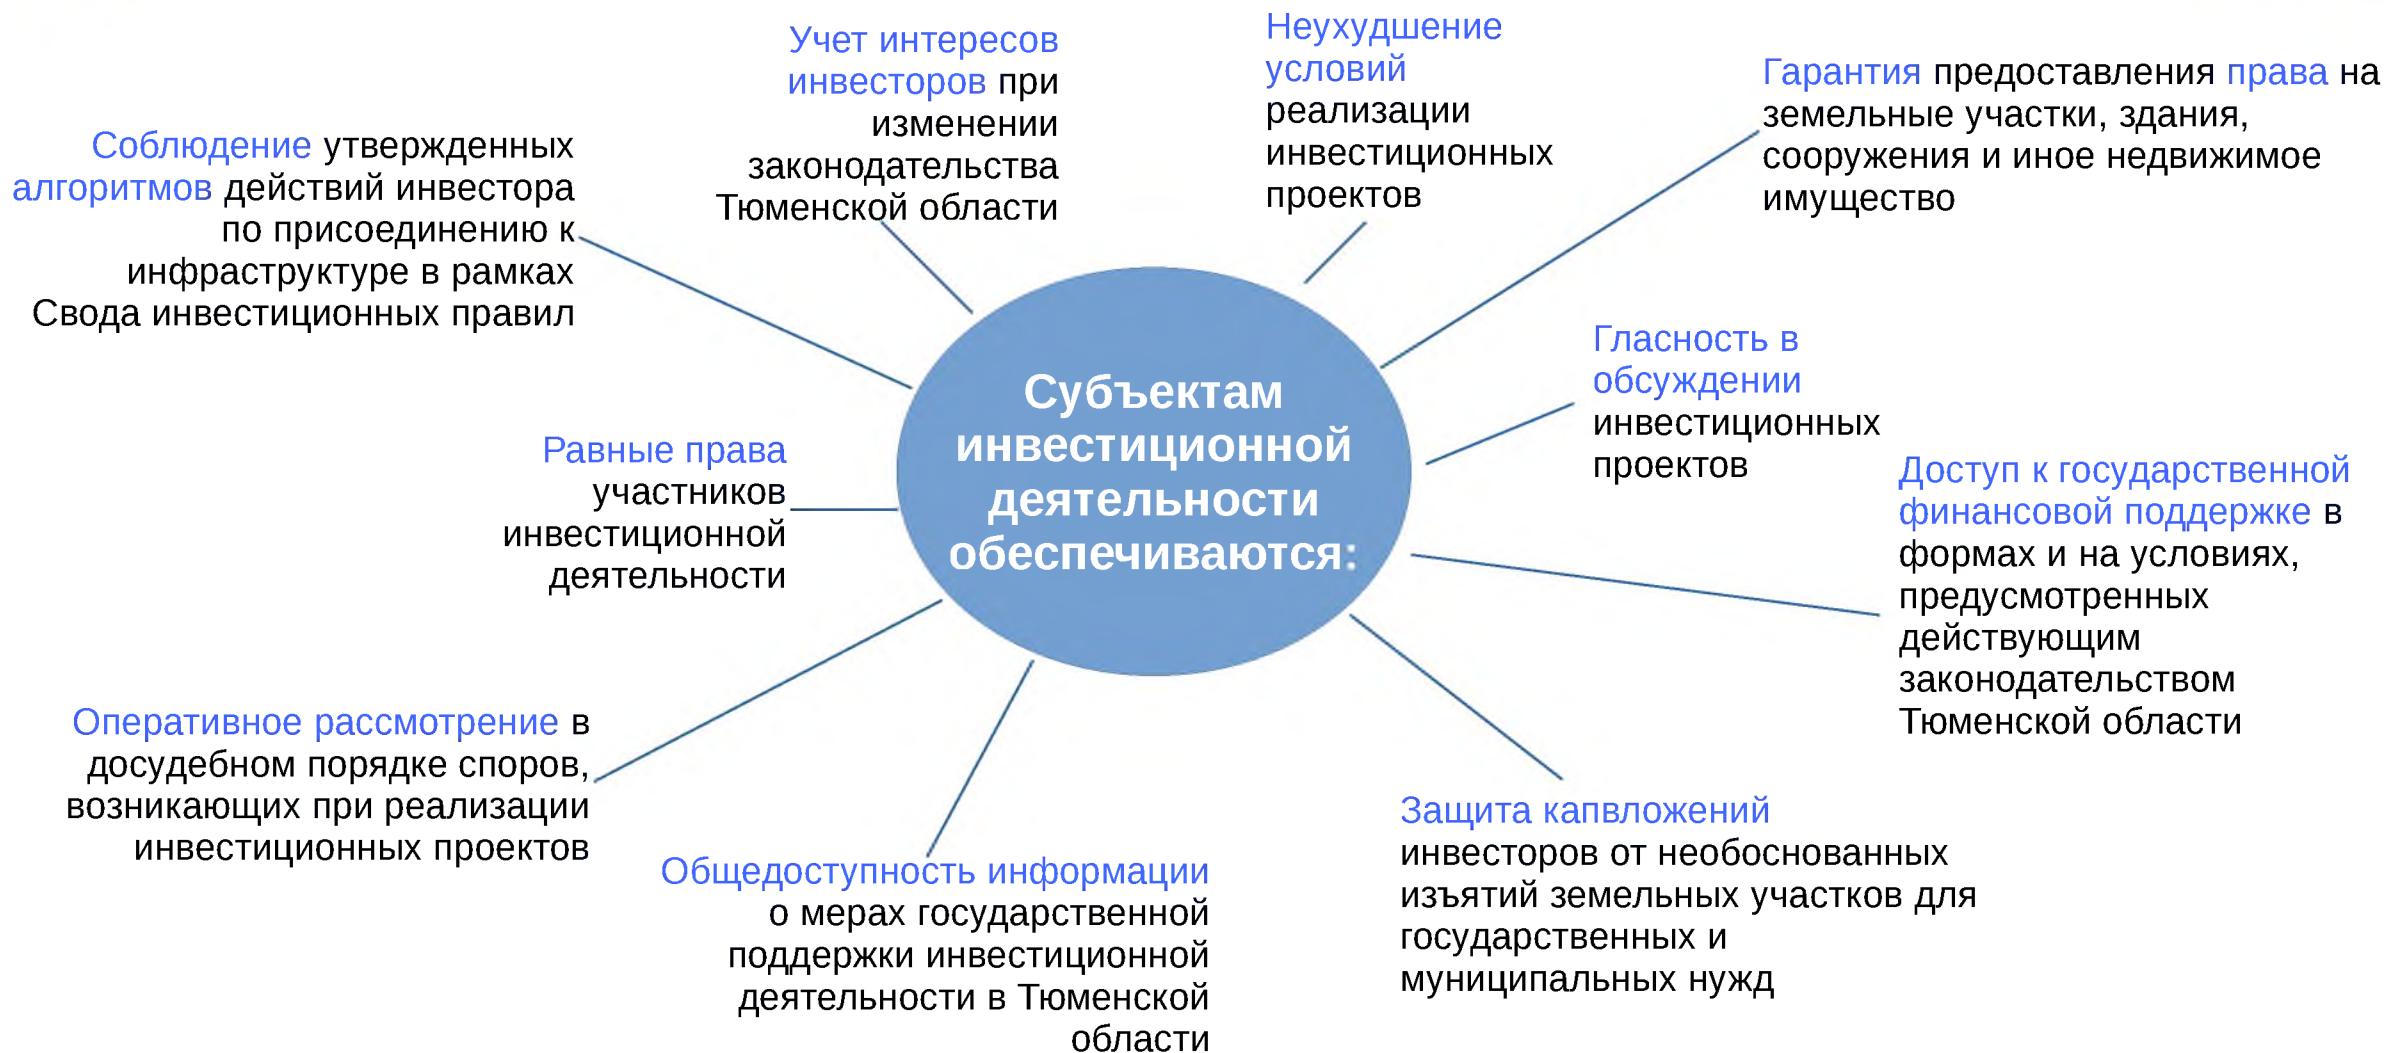 Учет интересов
инвесторов при
изменении
законодательства
Тюменской области
Неухудшение
условий
реализации
инвестиционных
проектов
Гарантия предоставления права на
земельные участки, здания,
сооружения и иное недвижимое
имущество
Соблюдение утвержденных
алгоритмов действий инвестора
по присоединению к
инфраструктуре в рамках
Свода инвестиционных правил
Гласность в
обсуждении
инвестиционных
проектов
Субъектам
инвестиционной
деятельности
обеспечиваются:
Равные права
участников
инвестиционной
деятельности
Доступ к государственной
финансовой поддержке в
формах и на условиях,
предусмотренных
действующим
законодательством
Тюменской области
Оперативное рассмотрение в
досудебном порядке споров,
возникающих при реализации
инвестиционных проектов
Общедоступность информации
о мерах государственной
поддержки инвестиционной
деятельности в Тюменской
области
Защита капвложений
инвесторов от необоснованных
изъятий земельных участков для
государственных и
муниципальных нужд